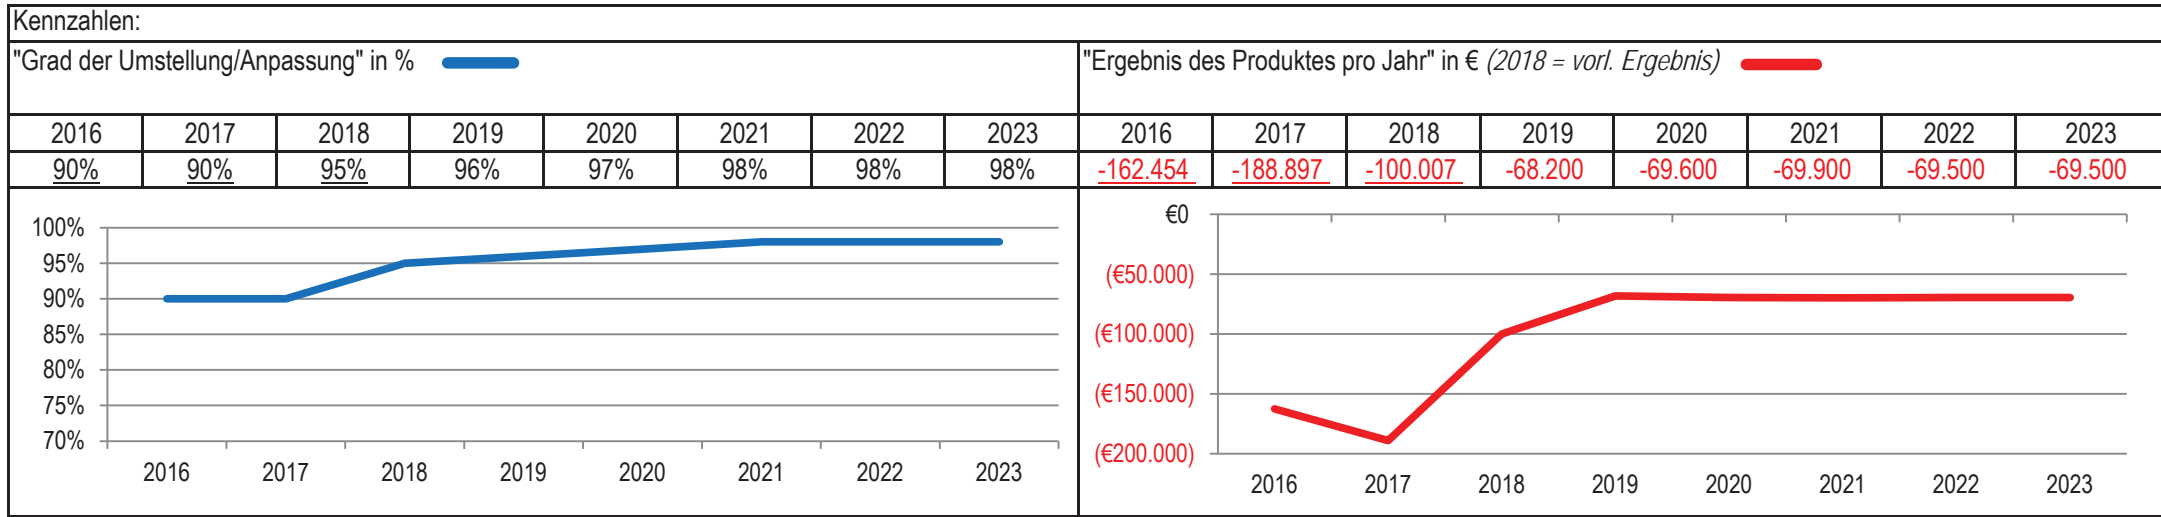 Kennzahlen:
"Grad der Umstellung/Anpassung" in %
"Ergebnis des Produktes pro Jahr" in € (2018 = vorl. Ergebnis)
2016 2017 2018 2019 2020 2021 2022 2023 2016 2017 2018 2019 2020 2021 2022 2023
90% 90% 95% 96% 97% 98% 98% 98% -162.454 -188.897 -100.007 -68.200 -69.600 -69.900 -69.500 -69.500
100%
95%
90%
85%
80%
75%
70%
2016 2017 2018 2019 2020 2021 2022 2023
€0
(€50.000)
(€100.000)
(€150.000)
(€200.000)
2016 2017 2018 2019 2020 2021 2022 2023